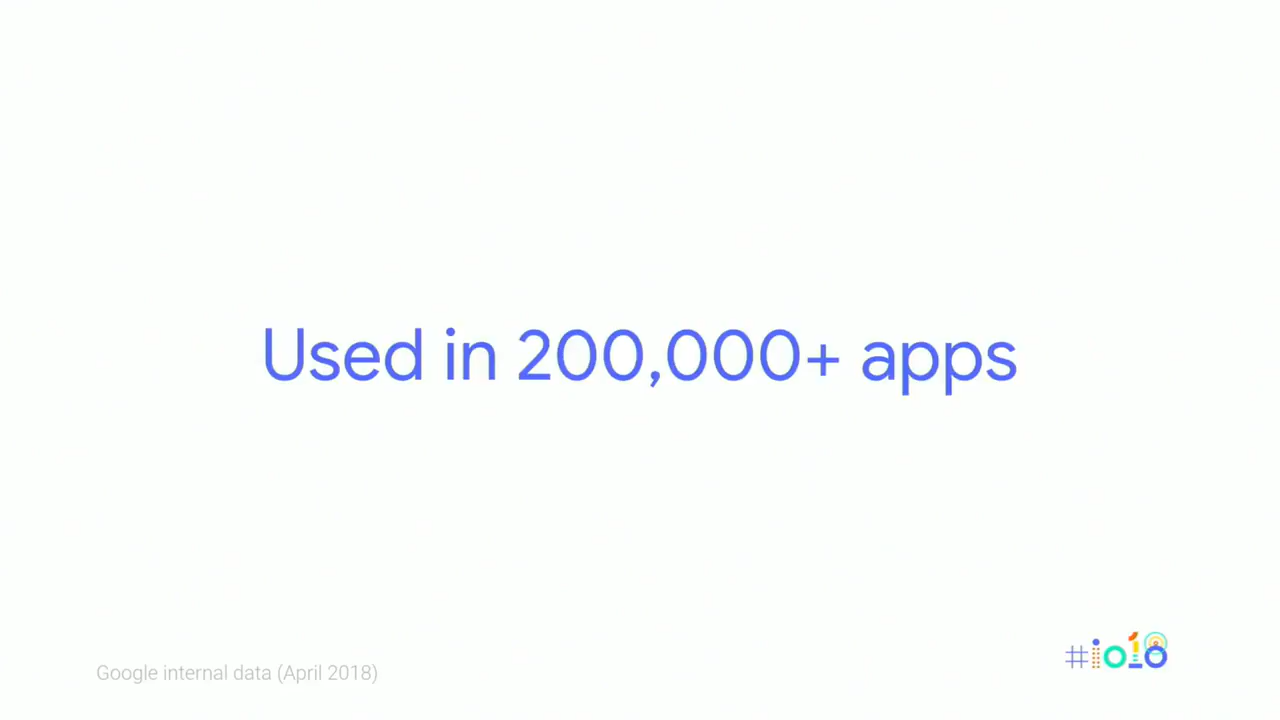 Used in 200,000+ apps
Google internal data (April 2018)
#io18